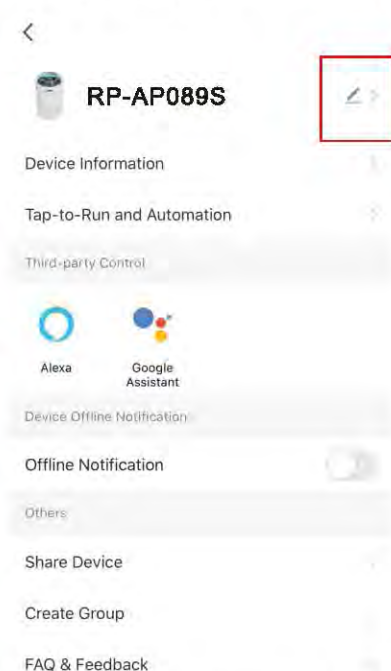 RP-AP089S
Device Information
Tap-to-Run and Automation
Third-party Control
Alexa
Google
Assistant
Device Offline Notification
Offline Notification
Others
Share Device
Create Group
FAQ & Feedback